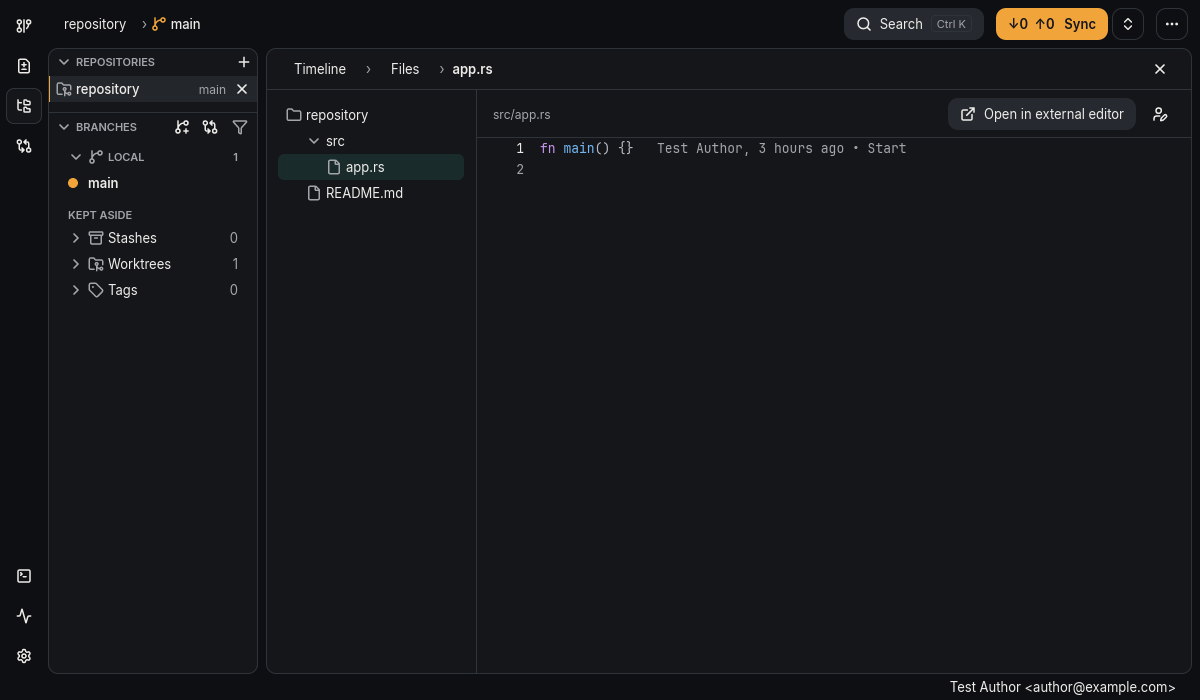 repository › main
Search Ctrl K
↓0 ↑0 Sync
REPOSITORIES
repository main
BRANCHES
LOCAL 1
main
KEPT ASIDE
Stashes 0
Worktrees 1
Tags 0
Timeline › Files › app.rs
repository
src
app.rs
README.md
src/app.rs
Open in external editor
1 fn main() {} Test Author, 3 hours ago • Start
2
Test Author <author@example.com>